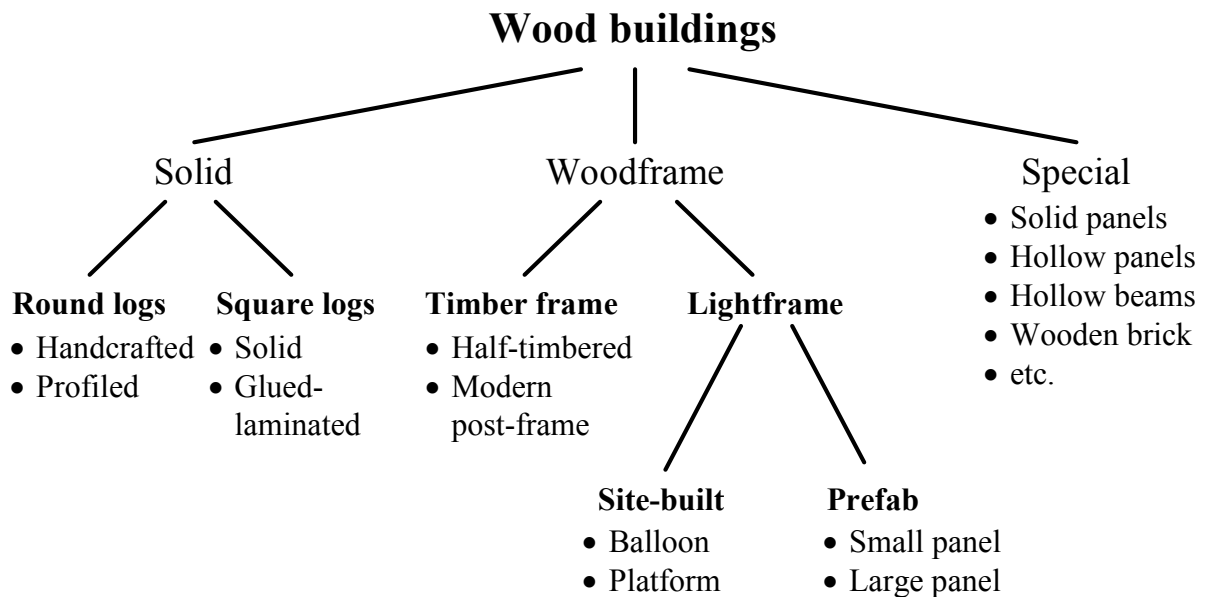 Wood buildings
Solid
Woodframe
Special
• Solid panels
• Hollow panels
• Hollow beams
• Wooden brick
• etc.
Round logs
• Handcrafted
• Profiled
Square logs
• Solid
• Glued-
laminated
Timber frame
• Half-timbered
• Modern
post-frame
Lightframe
Site-built
• Balloon
• Platform
Prefab
• Small panel
• Large panel